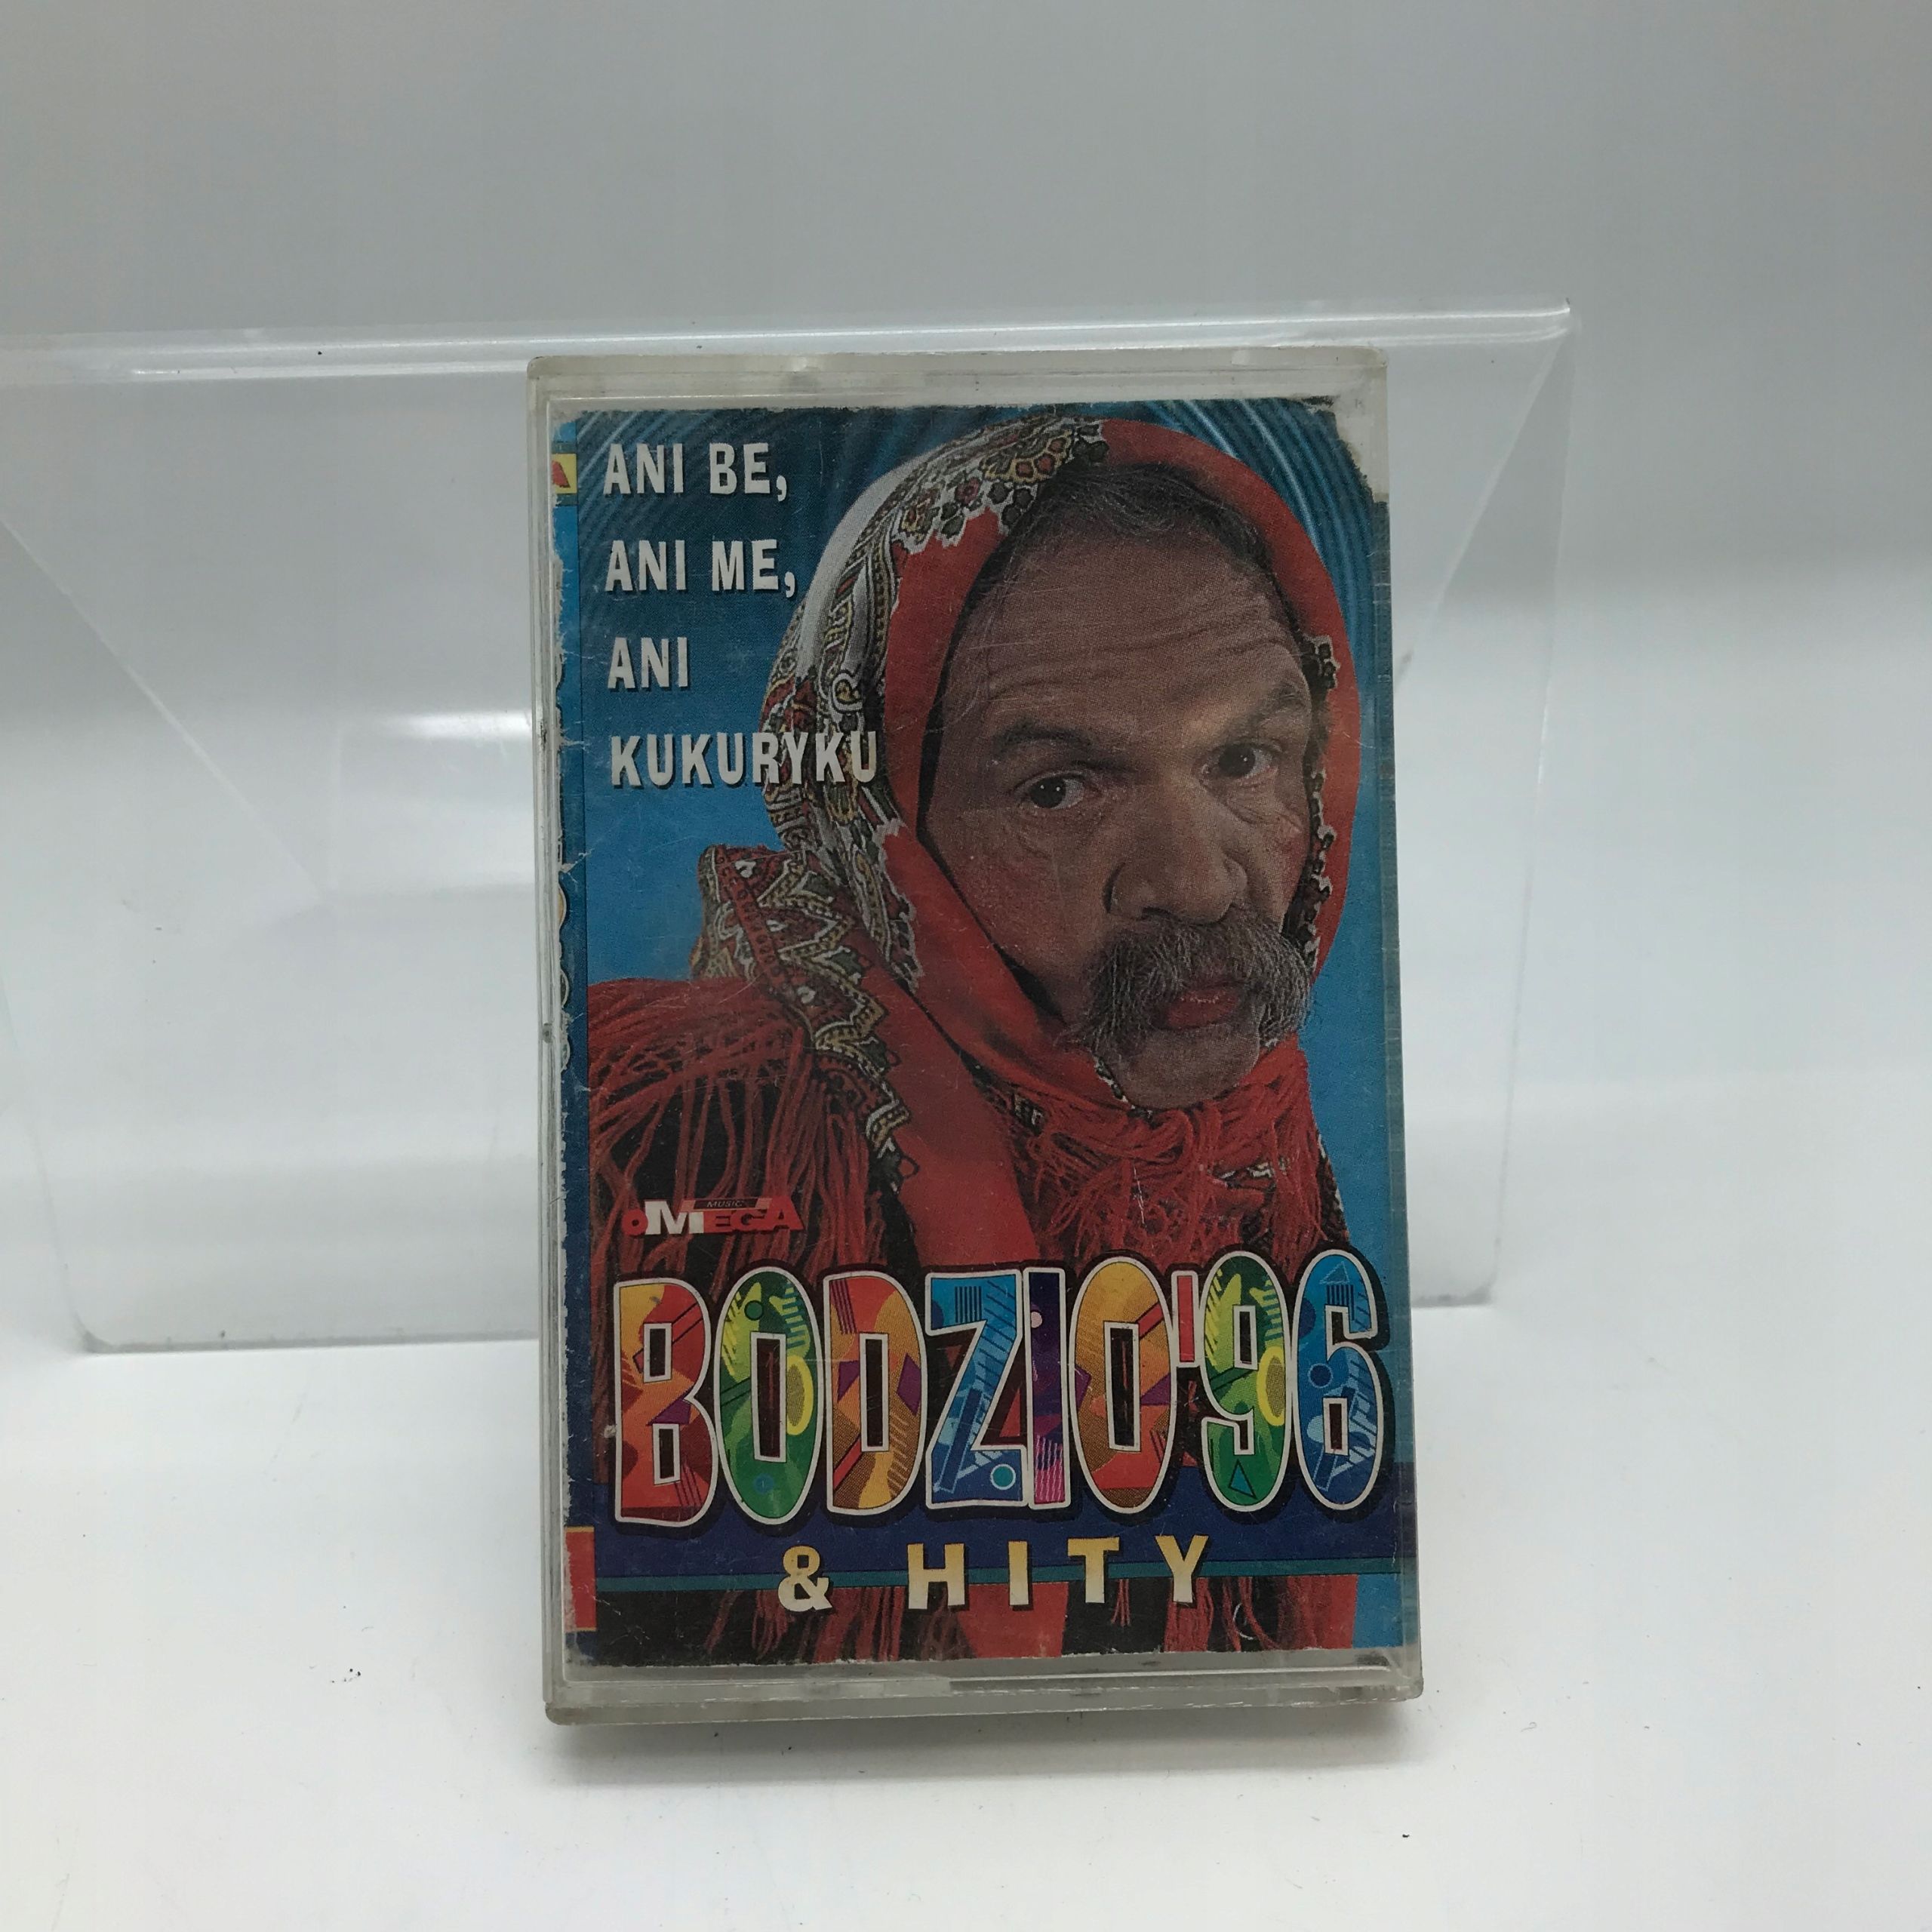 ANI BE,
ANI ME,
ANI
KUKURYKU
MUSIC
OMEGA
BODZIO'96
& HITY